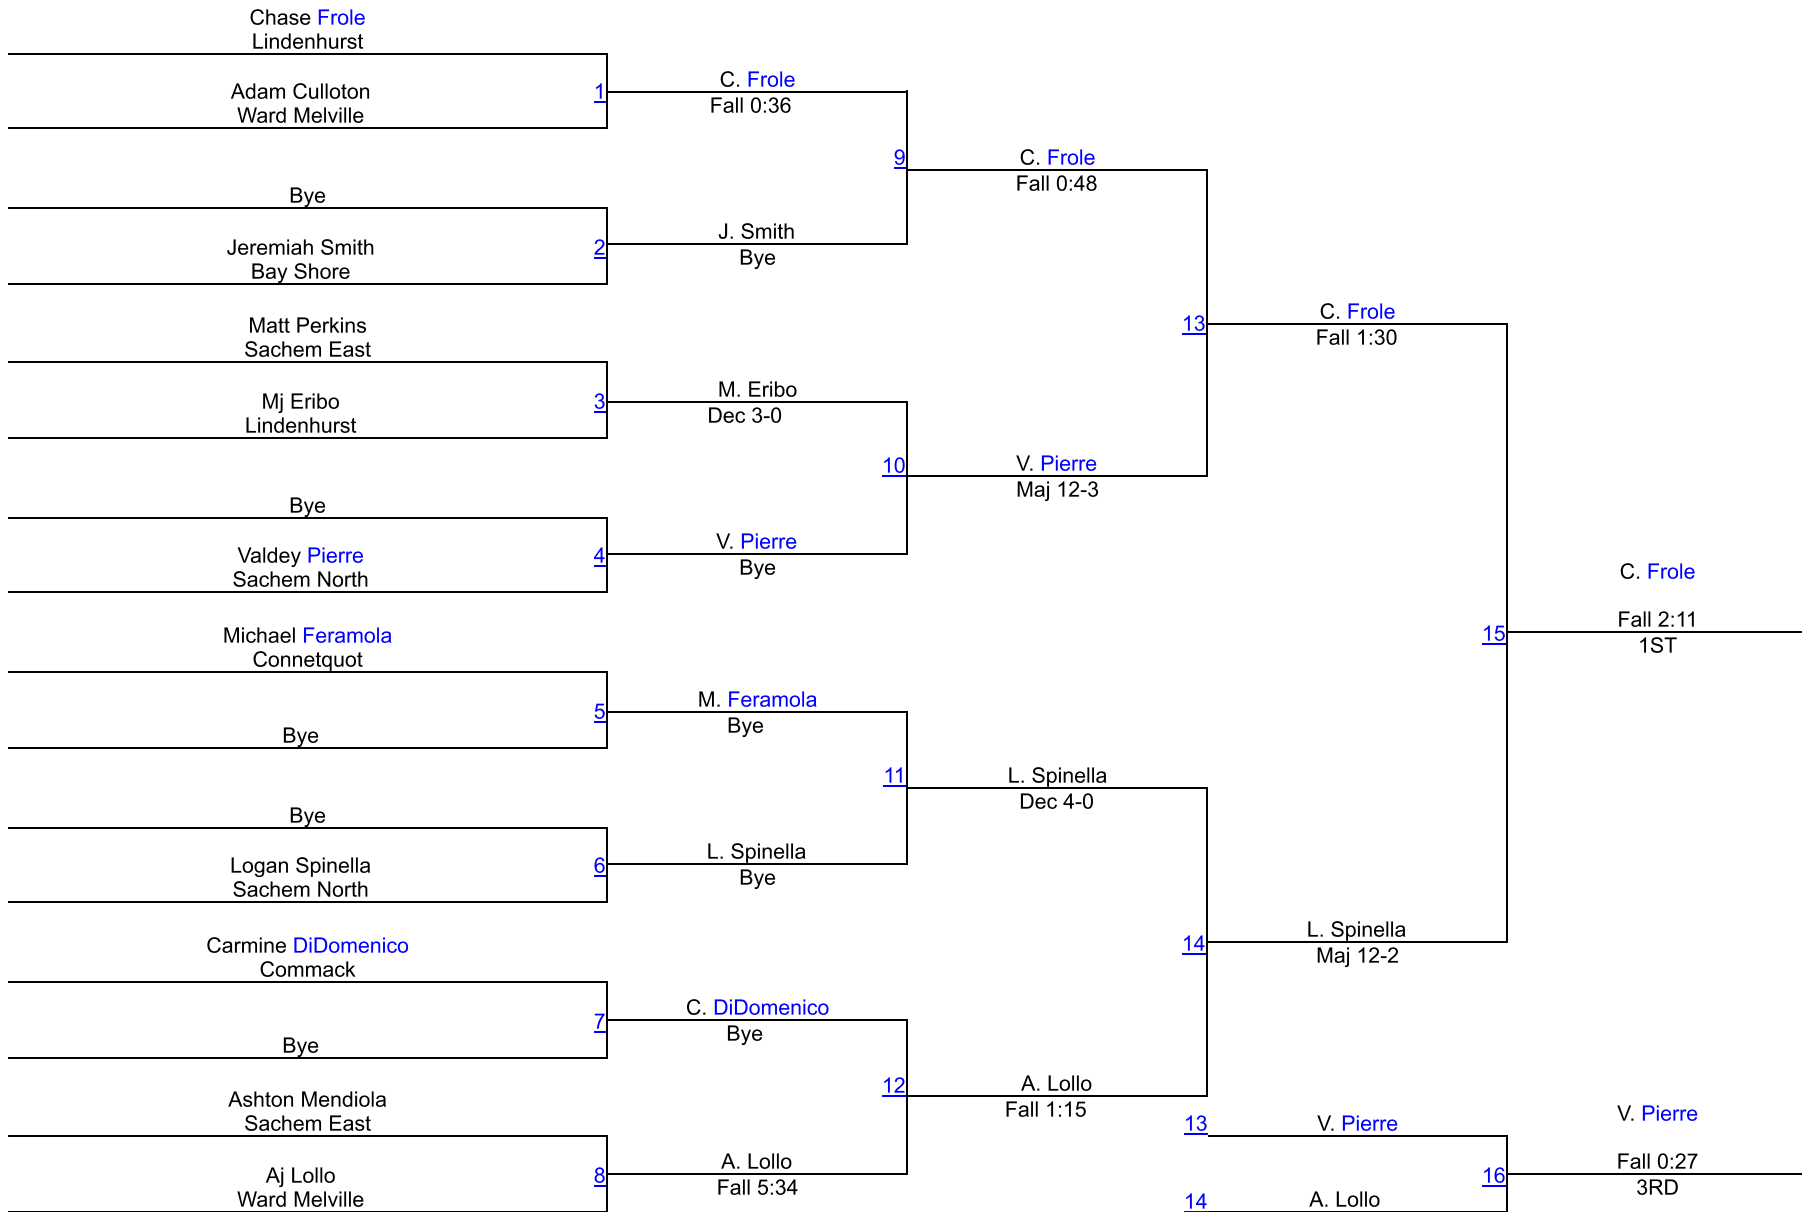 Chase Frole
Lindenhurst
Adam Culloton
Ward Melville
1
C. Frole
Fall 0:36
Bye
Jeremiah Smith
Bay Shore
2
J. Smith
Bye
9
C. Frole
Fall 0:48
Matt Perkins
Sachem East
Mj Eribo
Lindenhurst
3
M. Eribo
Dec 3-0
Bye
Valdey Pierre
Sachem North
4
V. Pierre
Bye
10
V. Pierre
Maj 12-3
13
C. Frole
Fall 1:30
Michael Feramola
Connetquot
Bye
5
M. Feramola
Bye
Bye
Logan Spinella
Sachem North
6
L. Spinella
Bye
11
L. Spinella
Dec 4-0
Carmine DiDomenico
Commack
Bye
7
C. DiDomenico
Bye
Ashton Mendiola
Sachem East
Aj Lollo
Ward Melville
8
A. Lollo
Fall 5:34
12
A. Lollo
Fall 1:15
14
L. Spinella
Maj 12-2
15
C. Frole
Fall 2:11
1ST
13
V. Pierre
14
A. Lollo
16
V. Pierre
Fall 0:27
3RD